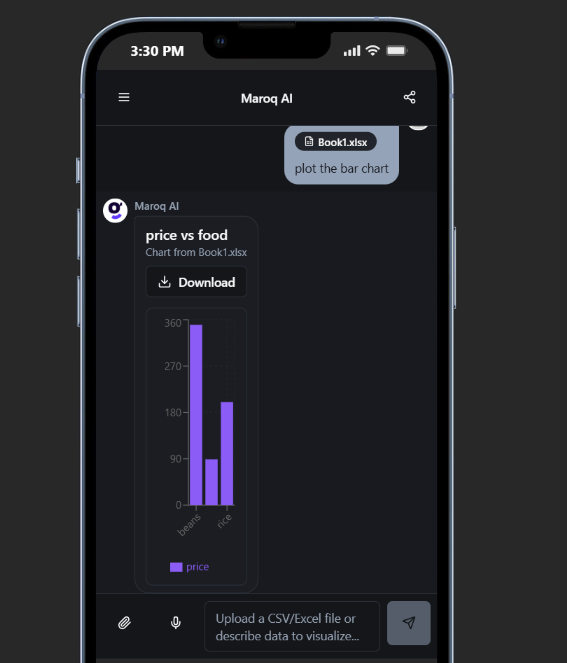 3:30 PM
Maroq AI
Book1.xlsx
plot the bar chart
Maroq AI
price vs food
Chart from Book1.xlsx
Download
360
270
180
90
0
beans
rice
price
Upload a CSV/Excel file or
describe data to visualize...